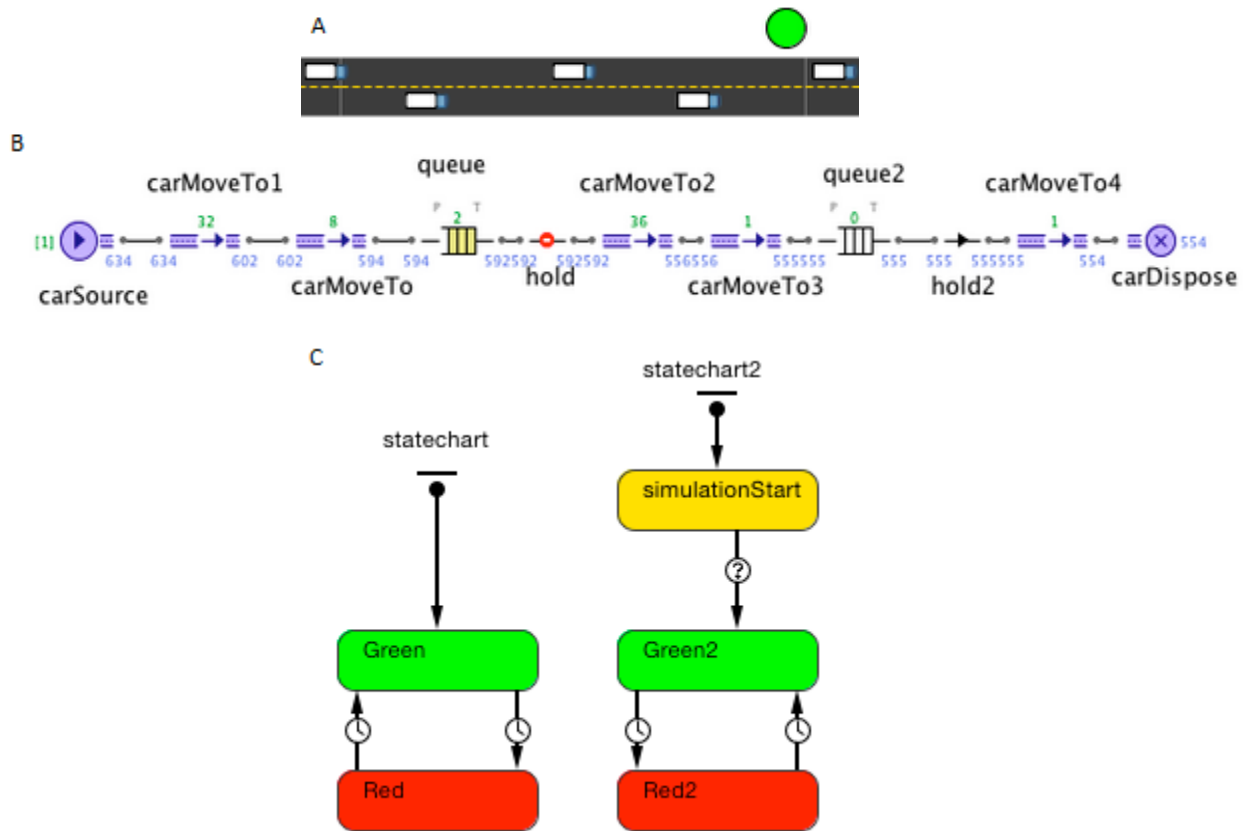 A
B
queue
queue2
carMoveTo1
carMoveTo2
carMoveTo4
P 2 T
P 0 T
32 8 36 1 1
[1]
634 634 602 602 594 594 592592 592592 556556 555555 555 555 555555 554 554
carSource
carMoveTo
hold
carMoveTo3
hold2
carDispose
C
statechart2
statechart
simulationStart
?
Green
Green2
Red
Red2